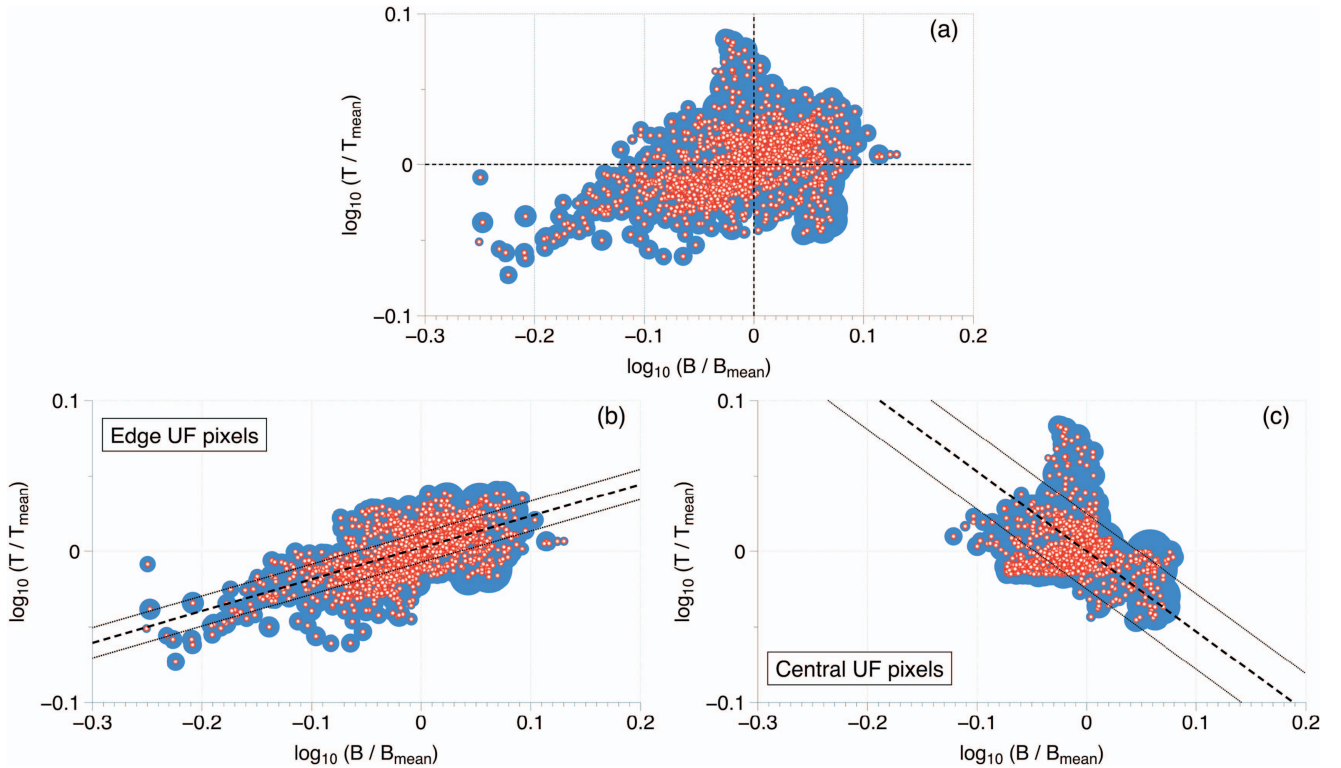 (a)
0.1
log10 (T / Tmean)
0
−0.1
−0.3
−0.2
−0.1
0
0.1
0.2
log10 (B / Bmean)
(b)
Edge UF pixels
0.1
log10 (T / Tmean)
0
−0.1
−0.3
−0.2
−0.1
0
0.1
0.2
log10 (B / Bmean)
(c)
0.1
log10 (T / Tmean)
0
Central UF pixels
−0.1
−0.3
−0.2
−0.1
0
0.1
0.2
log10 (B / Bmean)